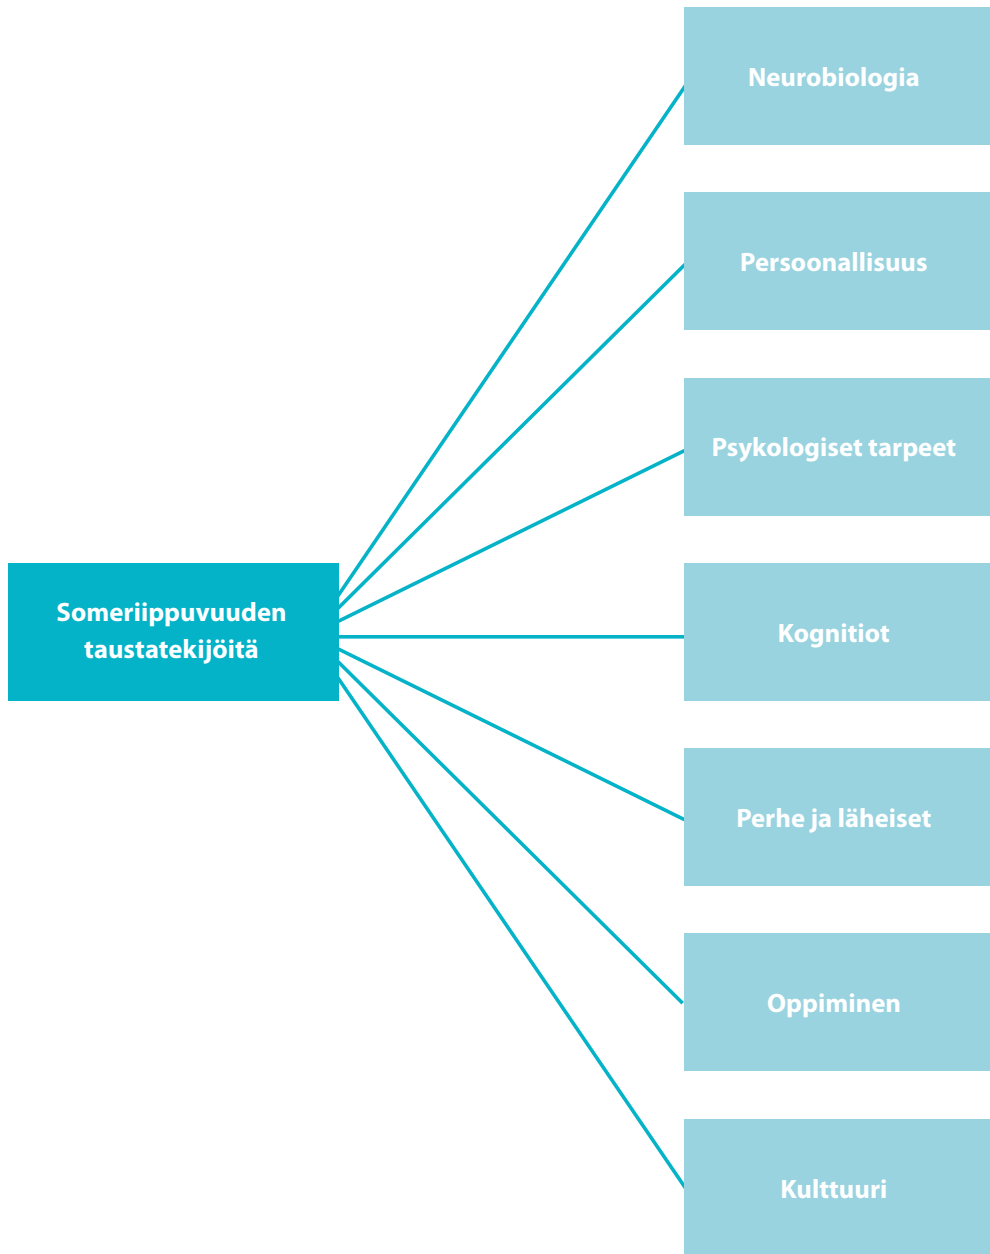 Neurobiologia
Persoonallisuus
Psykologiset tarpeet
Someriippuvuuden
taustatekijöitä
Kognitiot
Perhe ja läheiset
Oppiminen
Kulttuuri